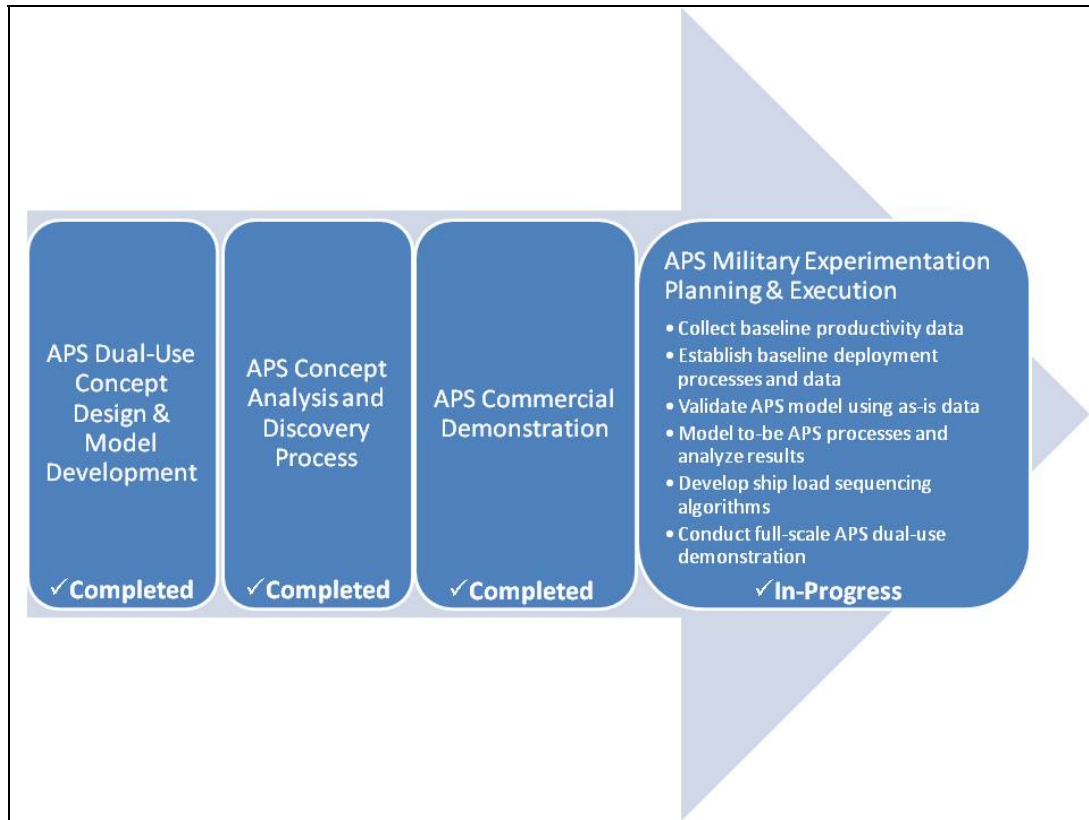 APS Dual-Use
Concept
Design &
Model
Development
✓Completed
APS Concept
Analysis and
Discovery
Process
✓Completed
APS Commercial
Demonstration
✓Completed
APS Military Experimentation
Planning & Execution
• Collect baseline productivity data
• Establish baseline deployment
processes and data
• Validate APS model using as-is data
• Model to-be APS processes and
analyze results
• Develop ship load sequencing
algorithms
• Conduct full-scale APS dual-use
demonstration
✓In-Progress